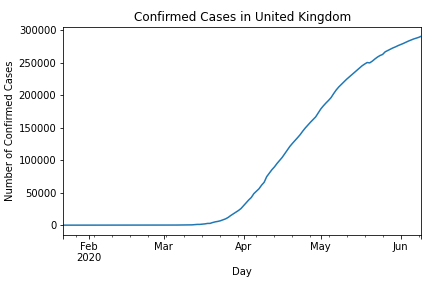 Confirmed Cases in United Kingdom
300000
250000
200000
150000
100000
50000
0
Number of Confirmed Cases
Feb Mar Apr May Jun
2020
Day